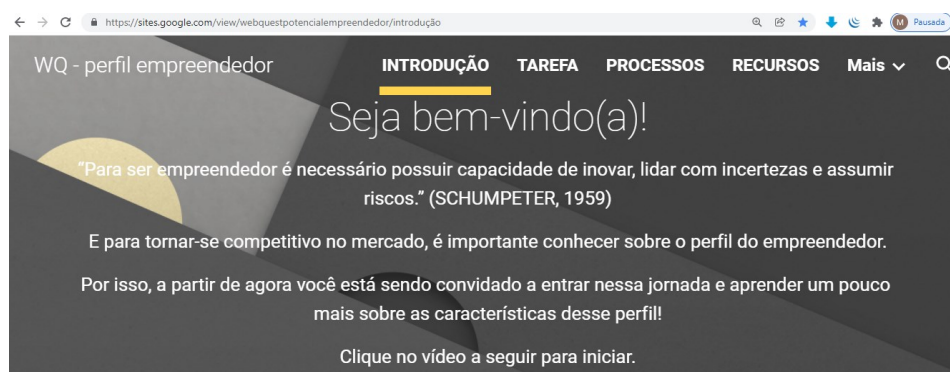 https://sites.google.com/view/webquestpotencialempreendedor/introdução
M Pausada
WQ - perfil empreendedor INTRODUÇÃO TAREFA PROCESSOS RECURSOS Mais
Seja bem-vindo(a)!
“Para ser empreendedor é necessário possuir capacidade de inovar, lidar com incertezas e assumir
riscos.” (SCHUMPETER, 1959)
E para tornar-se competitivo no mercado, é importante conhecer sobre o perfil do empreendedor.
Por isso, a partir de agora você está sendo convidado a entrar nessa jornada e aprender um pouco
mais sobre as características desse perfil!
Clique no vídeo a seguir para iniciar.